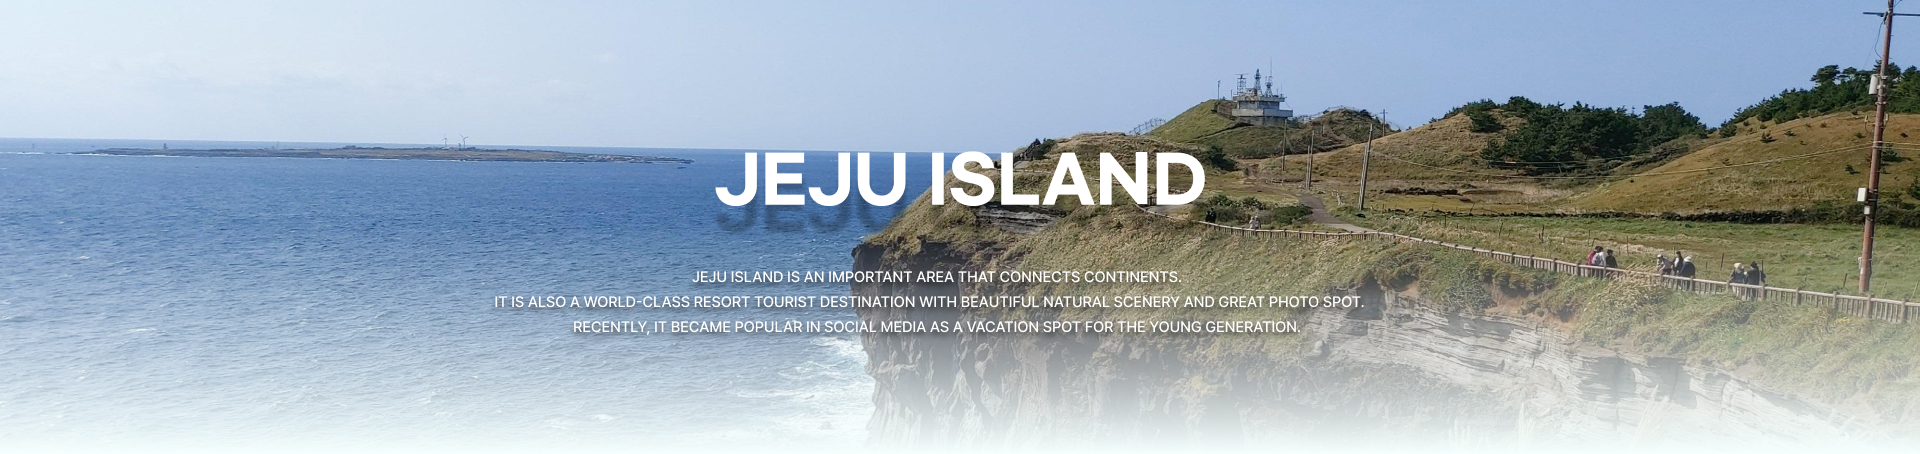 JEJU ISLAND
JEJU ISLAND IS AN IMPORTANT AREA THAT CONNECTS CONTINENTS.
IT IS ALSO A WORLD-CLASS RESORT TOURIST DESTINATION WITH BEAUTIFUL NATURAL SCENERY AND GREAT PHOTO SPOT.
RECENTLY, IT BECAME POPULAR IN SOCIAL MEDIA AS A VACATION SPOT FOR THE YOUNG GENERATION.